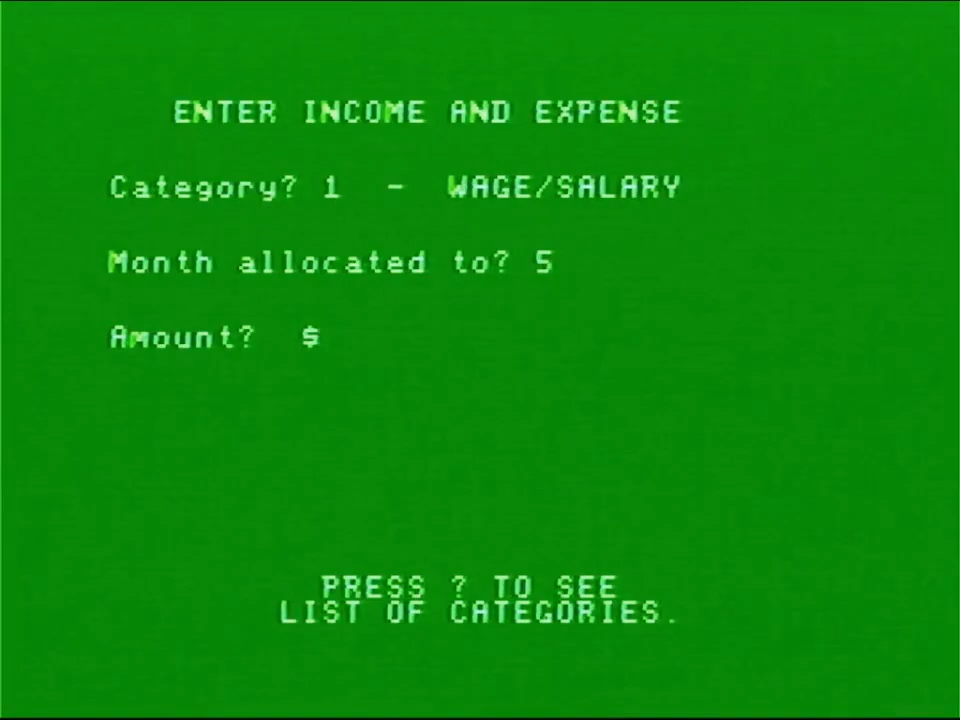 ENTER INCOME AND EXPENSE
Category? 1 - WAGE/SALARY
Month allocated to? 5
Amount? $
PRESS ? TO SEE
LIST OF CATEGORIES.